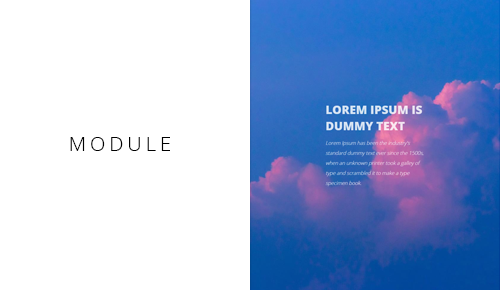 MODULE
LOREM IPSUM IS
DUMMY TEXT
Lorem Ipsum has been the industry's
standard dummy text ever since the 1500s,
when an unknown printer took a galley of
type and scrambled it to make a type
specimen book.